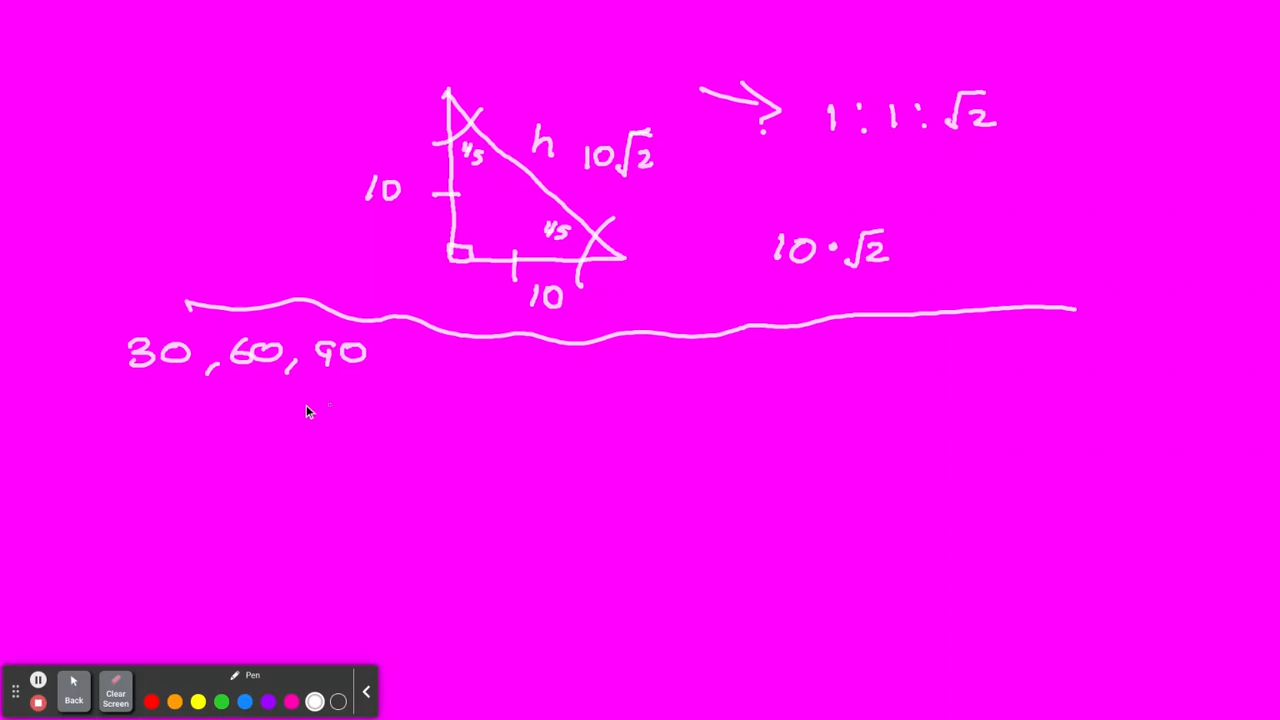 1 : 1 : √2
h 10√2
45
10
45
10 · √2
10
30, 60, 90
Pen
Back
Clear
Screen